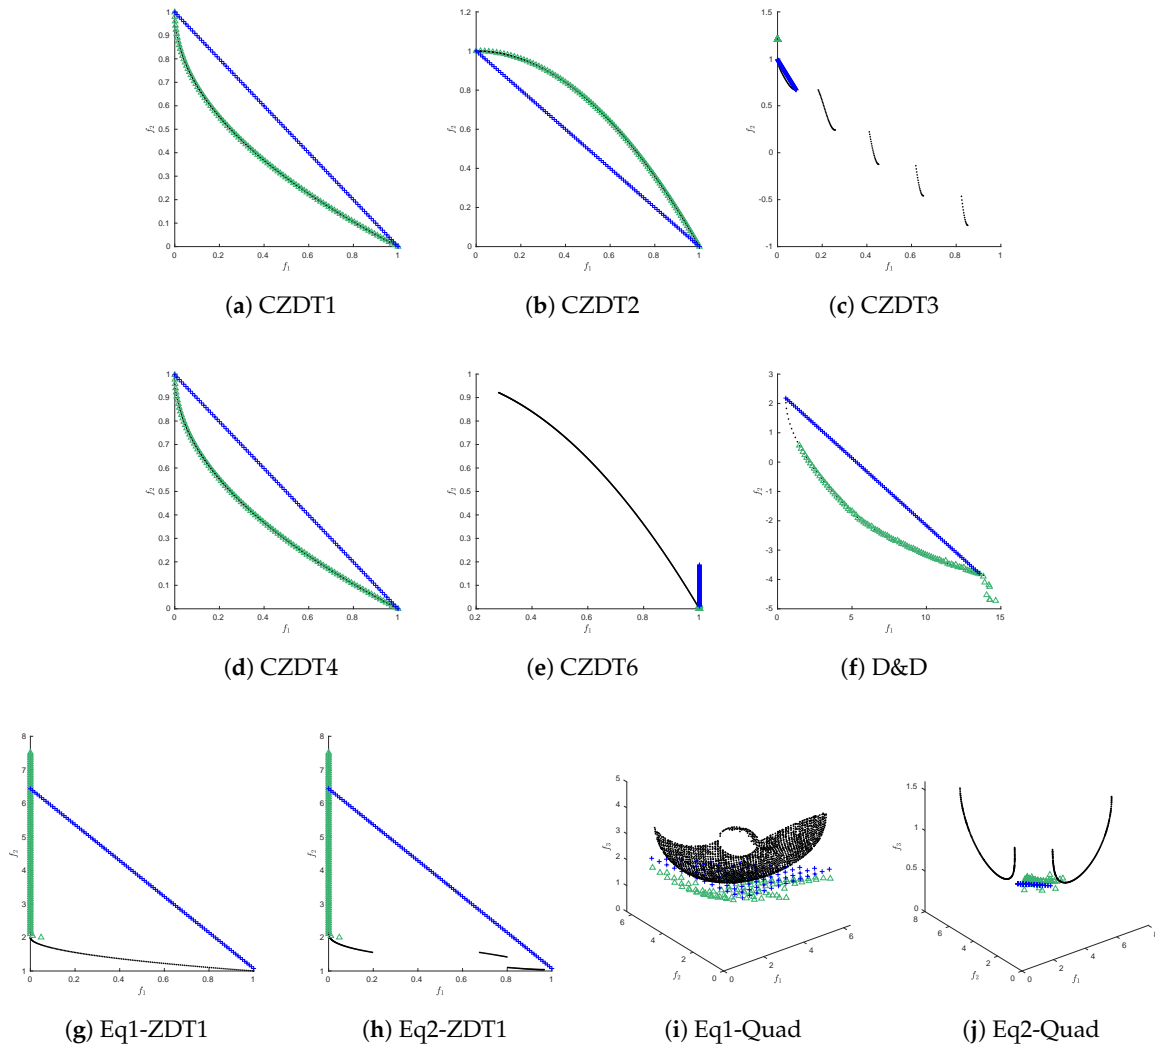 1
0.9
0.8
0.7
0.6
0.5
0.4
0.3
0.2
0.1
0
f₂
0 0.2 0.4 0.6 0.8 1
f₁
(a) CZDT1
1.2
1
0.8
0.6
0.4
0.2
0
f₂
0 0.2 0.4 0.6 0.8 1
f₁
(b) CZDT2
1.5
1
0.5
0
-0.5
-1
f₂
0 0.2 0.4 0.6 0.8 1
f₁
(c) CZDT3
1
0.9
0.8
0.7
0.6
0.5
0.4
0.3
0.2
0.1
0
f₂
0 0.2 0.4 0.6 0.8 1
f₁
(d) CZDT4
1
0.9
0.8
0.7
0.6
0.5
0.4
0.3
0.2
0.1
0
f₂
0.2 0.4 0.6 0.8 1
f₁
(e) CZDT6
3
2
1
0
-1
-2
-3
-4
-5
f₂
0 5 10 15
f₁
(f) D&D
8
7
6
5
4
3
2
1
f₂
0 0.2 0.4 0.6 0.8 1
f₁
(g) Eq1-ZDT1
8
7
6
5
4
3
2
1
f₂
0 0.2 0.4 0.6 0.8 1
f₁
(h) Eq2-ZDT1
5
4
3
2
1
0
f₃
6 4 2 0
f₂
0 2 4 6
f₁
(i) Eq1-Quad
1.5
1
0.5
0
f₃
8 6 4 2 0
f₂
0 2 4 6 8
f₁
(j) Eq2-Quad